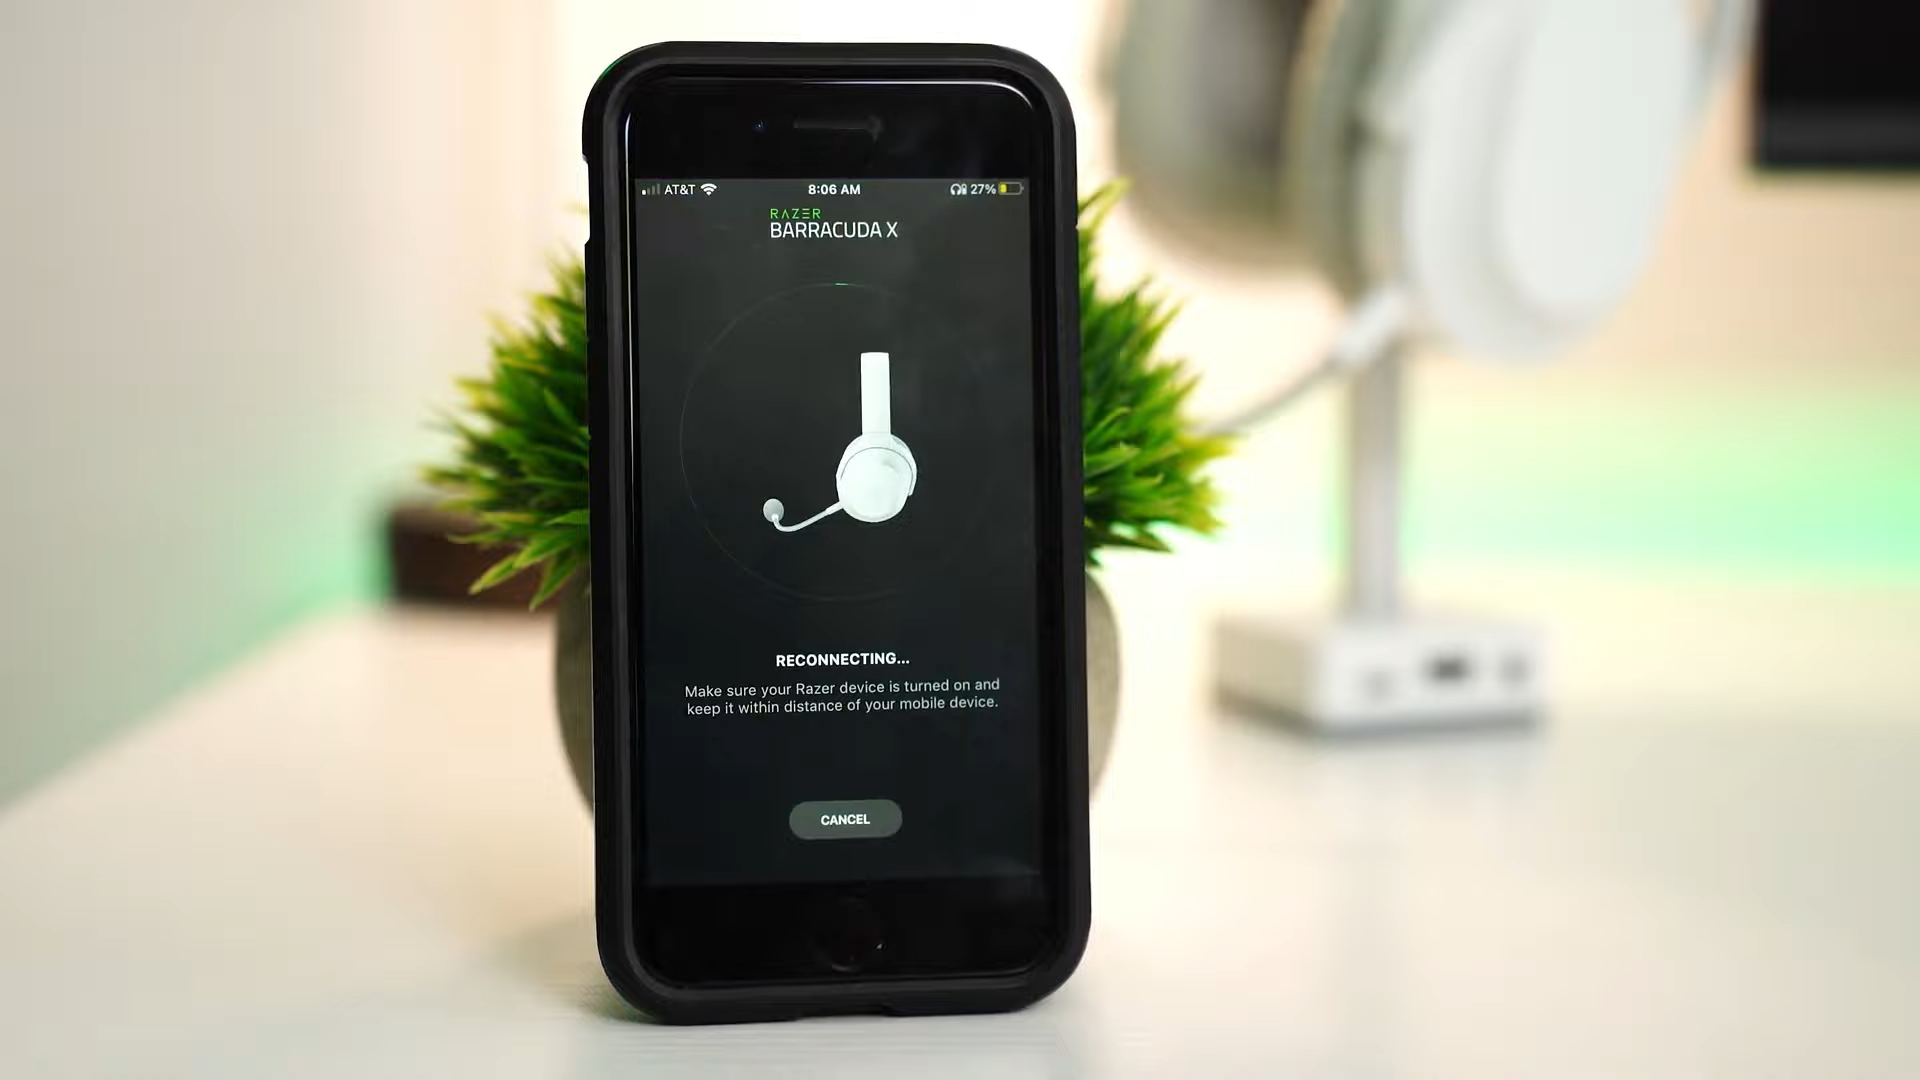 AT&T 8:06 AM 27%
RAZER
BARRACUDA X
RECONNECTING...
Make sure your Razer device is turned on and
keep it within distance of your mobile device.
CANCEL